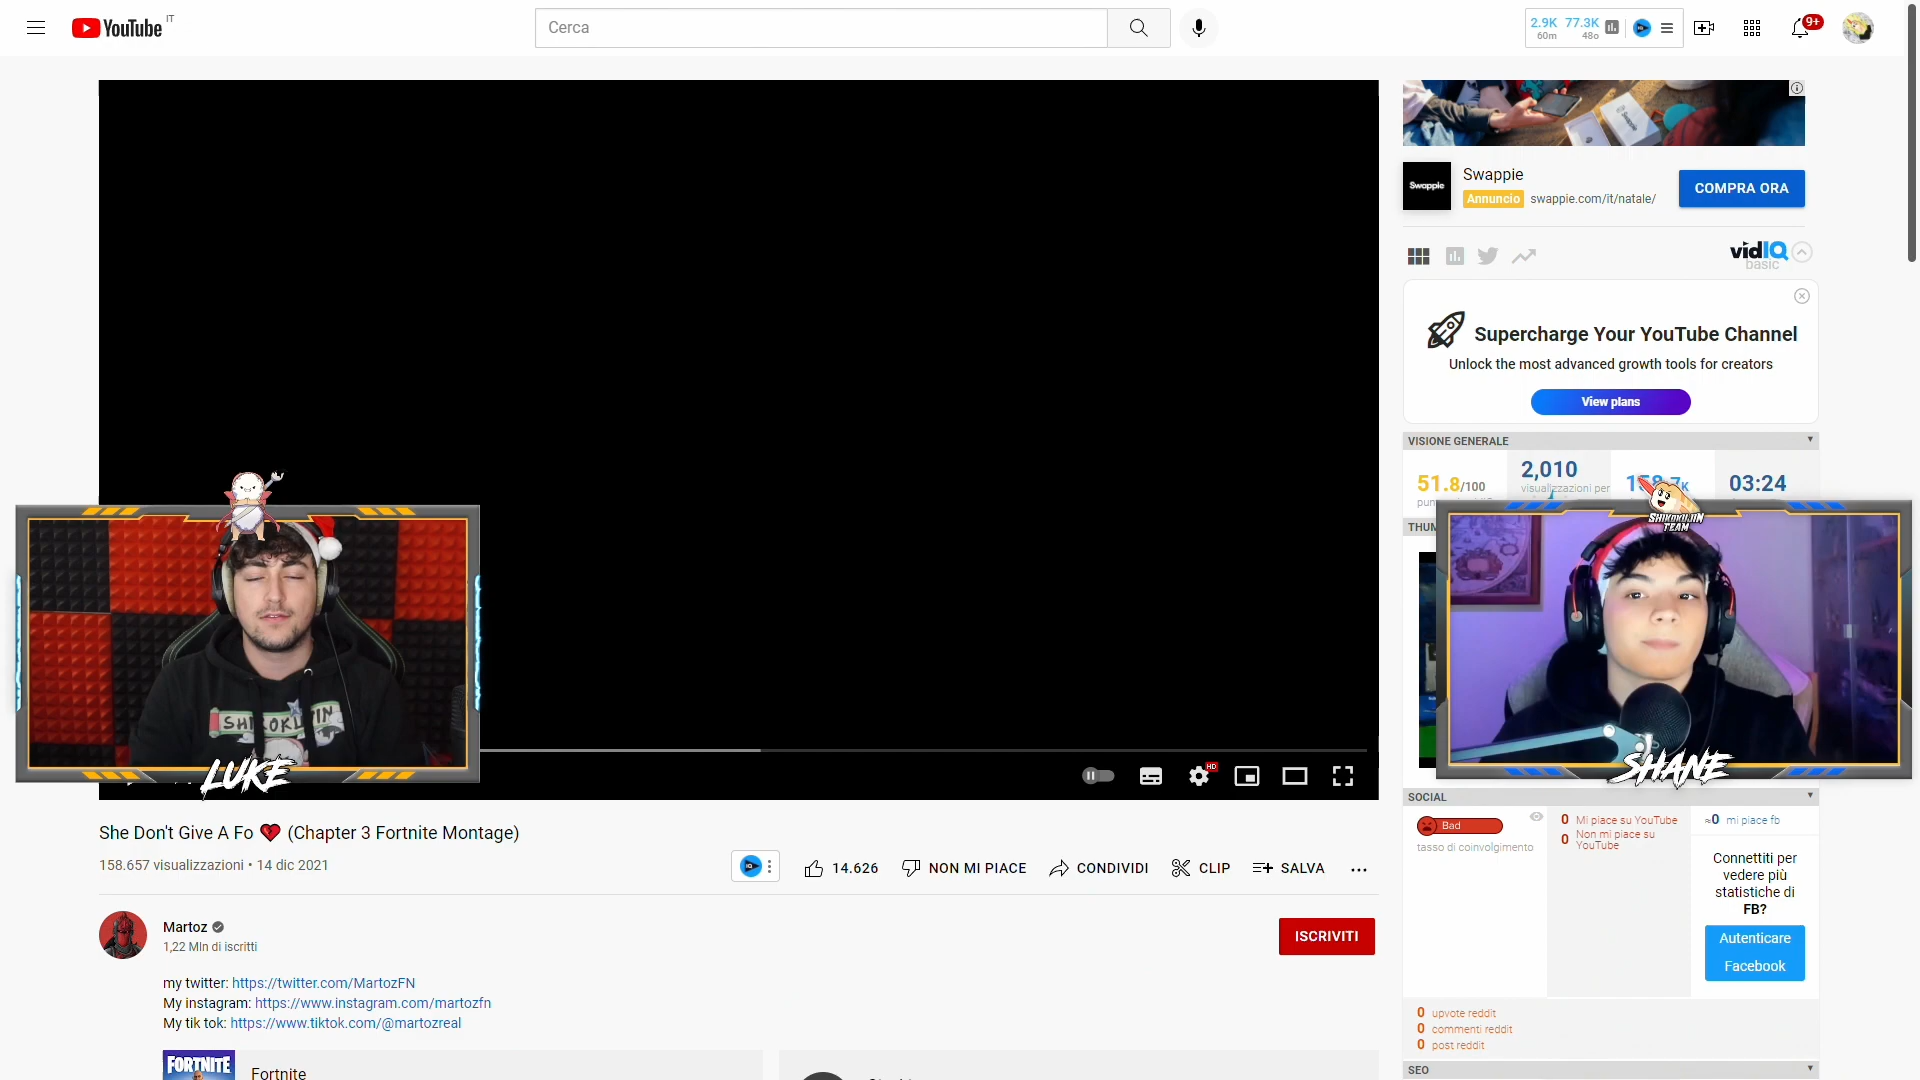 YouTube IT
Cerca
2.9K 77.3K
60m 48o
9+
Swappie
Swappie
Swappie
Annuncio swappie.com/it/natale/
COMPRA ORA
vidIQ
basic
Supercharge Your YouTube Channel
Unlock the most advanced growth tools for creators
View plans
VISIONE GENERALE
51.8/100
2,010
visualizzazioni per
158.7K
03:24
SHIKOKUJIN
TEAM
LUKE
SHANE
HD
She Don't Give A Fo 💔 (Chapter 3 Fortnite Montage)
158.657 visualizzazioni • 14 dic 2021
14.626 NON MI PIACE CONDIVIDI CLIP SALVA
Martoz
1,22 Mln di iscritti
ISCRIVITI
my twitter: https://twitter.com/MartozFN
My instagram: https://www.instagram.com/martozfn
My tik tok: https://www.tiktok.com/@martozreal
FORTNITE
Fortnite
SOCIAL
Bad
tasso di coinvolgimento
0 Mi piace su YouTube
0 Non mi piace su
YouTube
≈0 mi piace fb
Connettiti per
vedere più
statistiche di
FB?
Autenticare
Facebook
0 upvote reddit
0 commenti reddit
0 post reddit
SEO